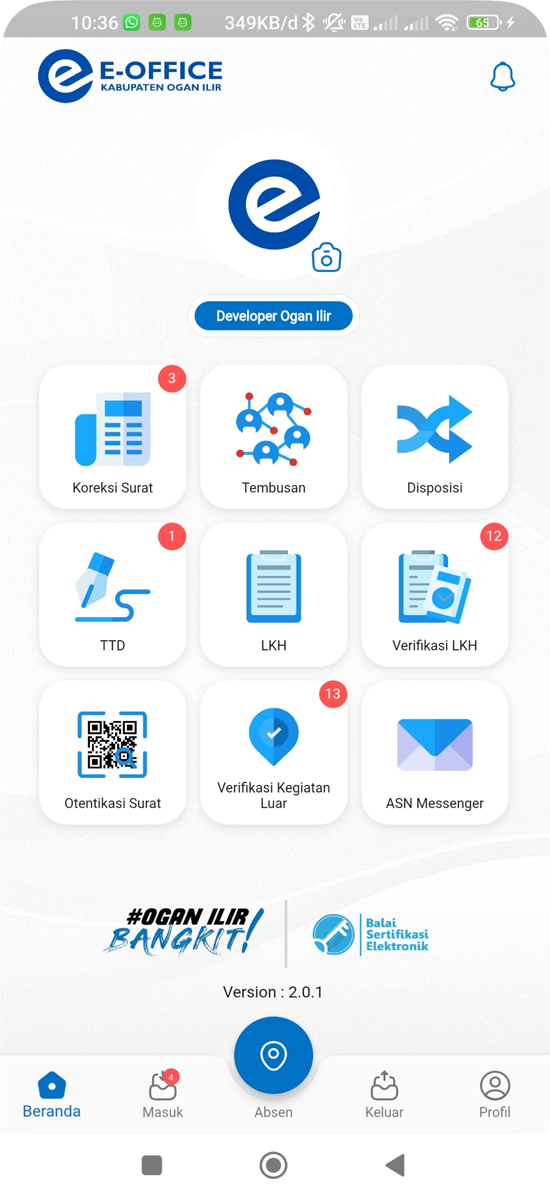 10:36 349KB/d 65
E-OFFICE
KABUPATEN OGAN ILIR
Developer Ogan Ilir
3
Koreksi Surat
Tembusan
Disposisi
1
12
TTD
LKH
Verifikasi LKH
13
Otentikasi Surat
Verifikasi Kegiatan
Luar
ASN Messenger
#OGAN ILIR
BANGKIT!
Balai
Sertifikasi
Elektronik
Version : 2.0.1
4
Beranda
Masuk
Absen
Keluar
Profil